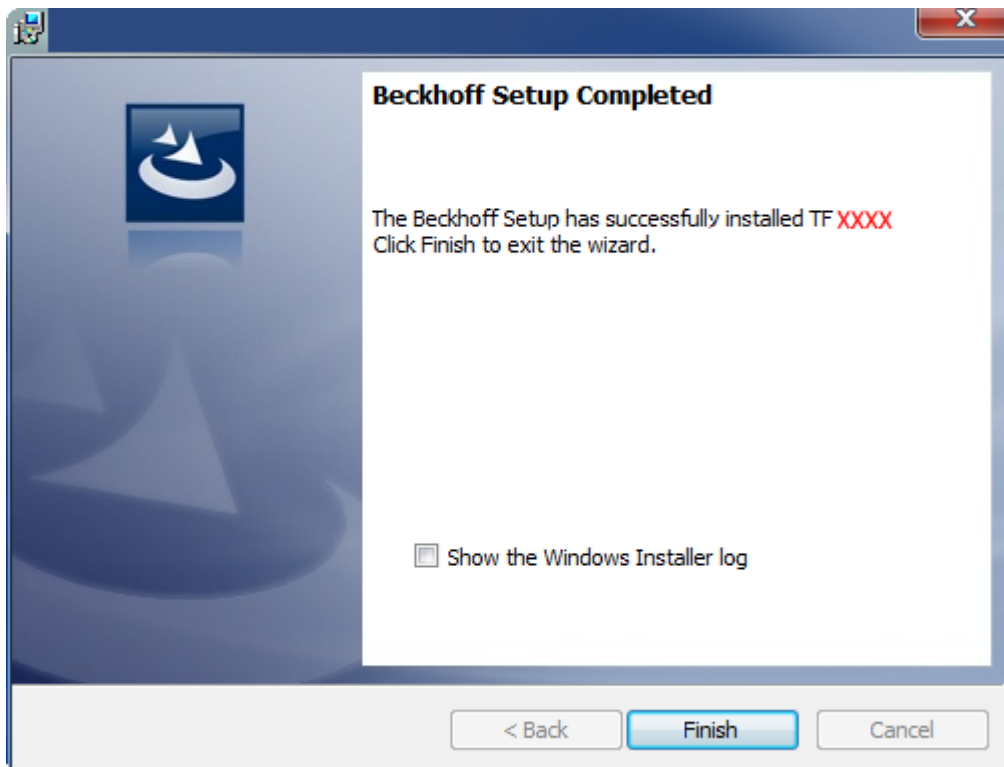 X
Beckhoff Setup Completed
The Beckhoff Setup has successfully installed TF XXXX
Click Finish to exit the wizard.
Show the Windows Installer log
< Back Finish Cancel